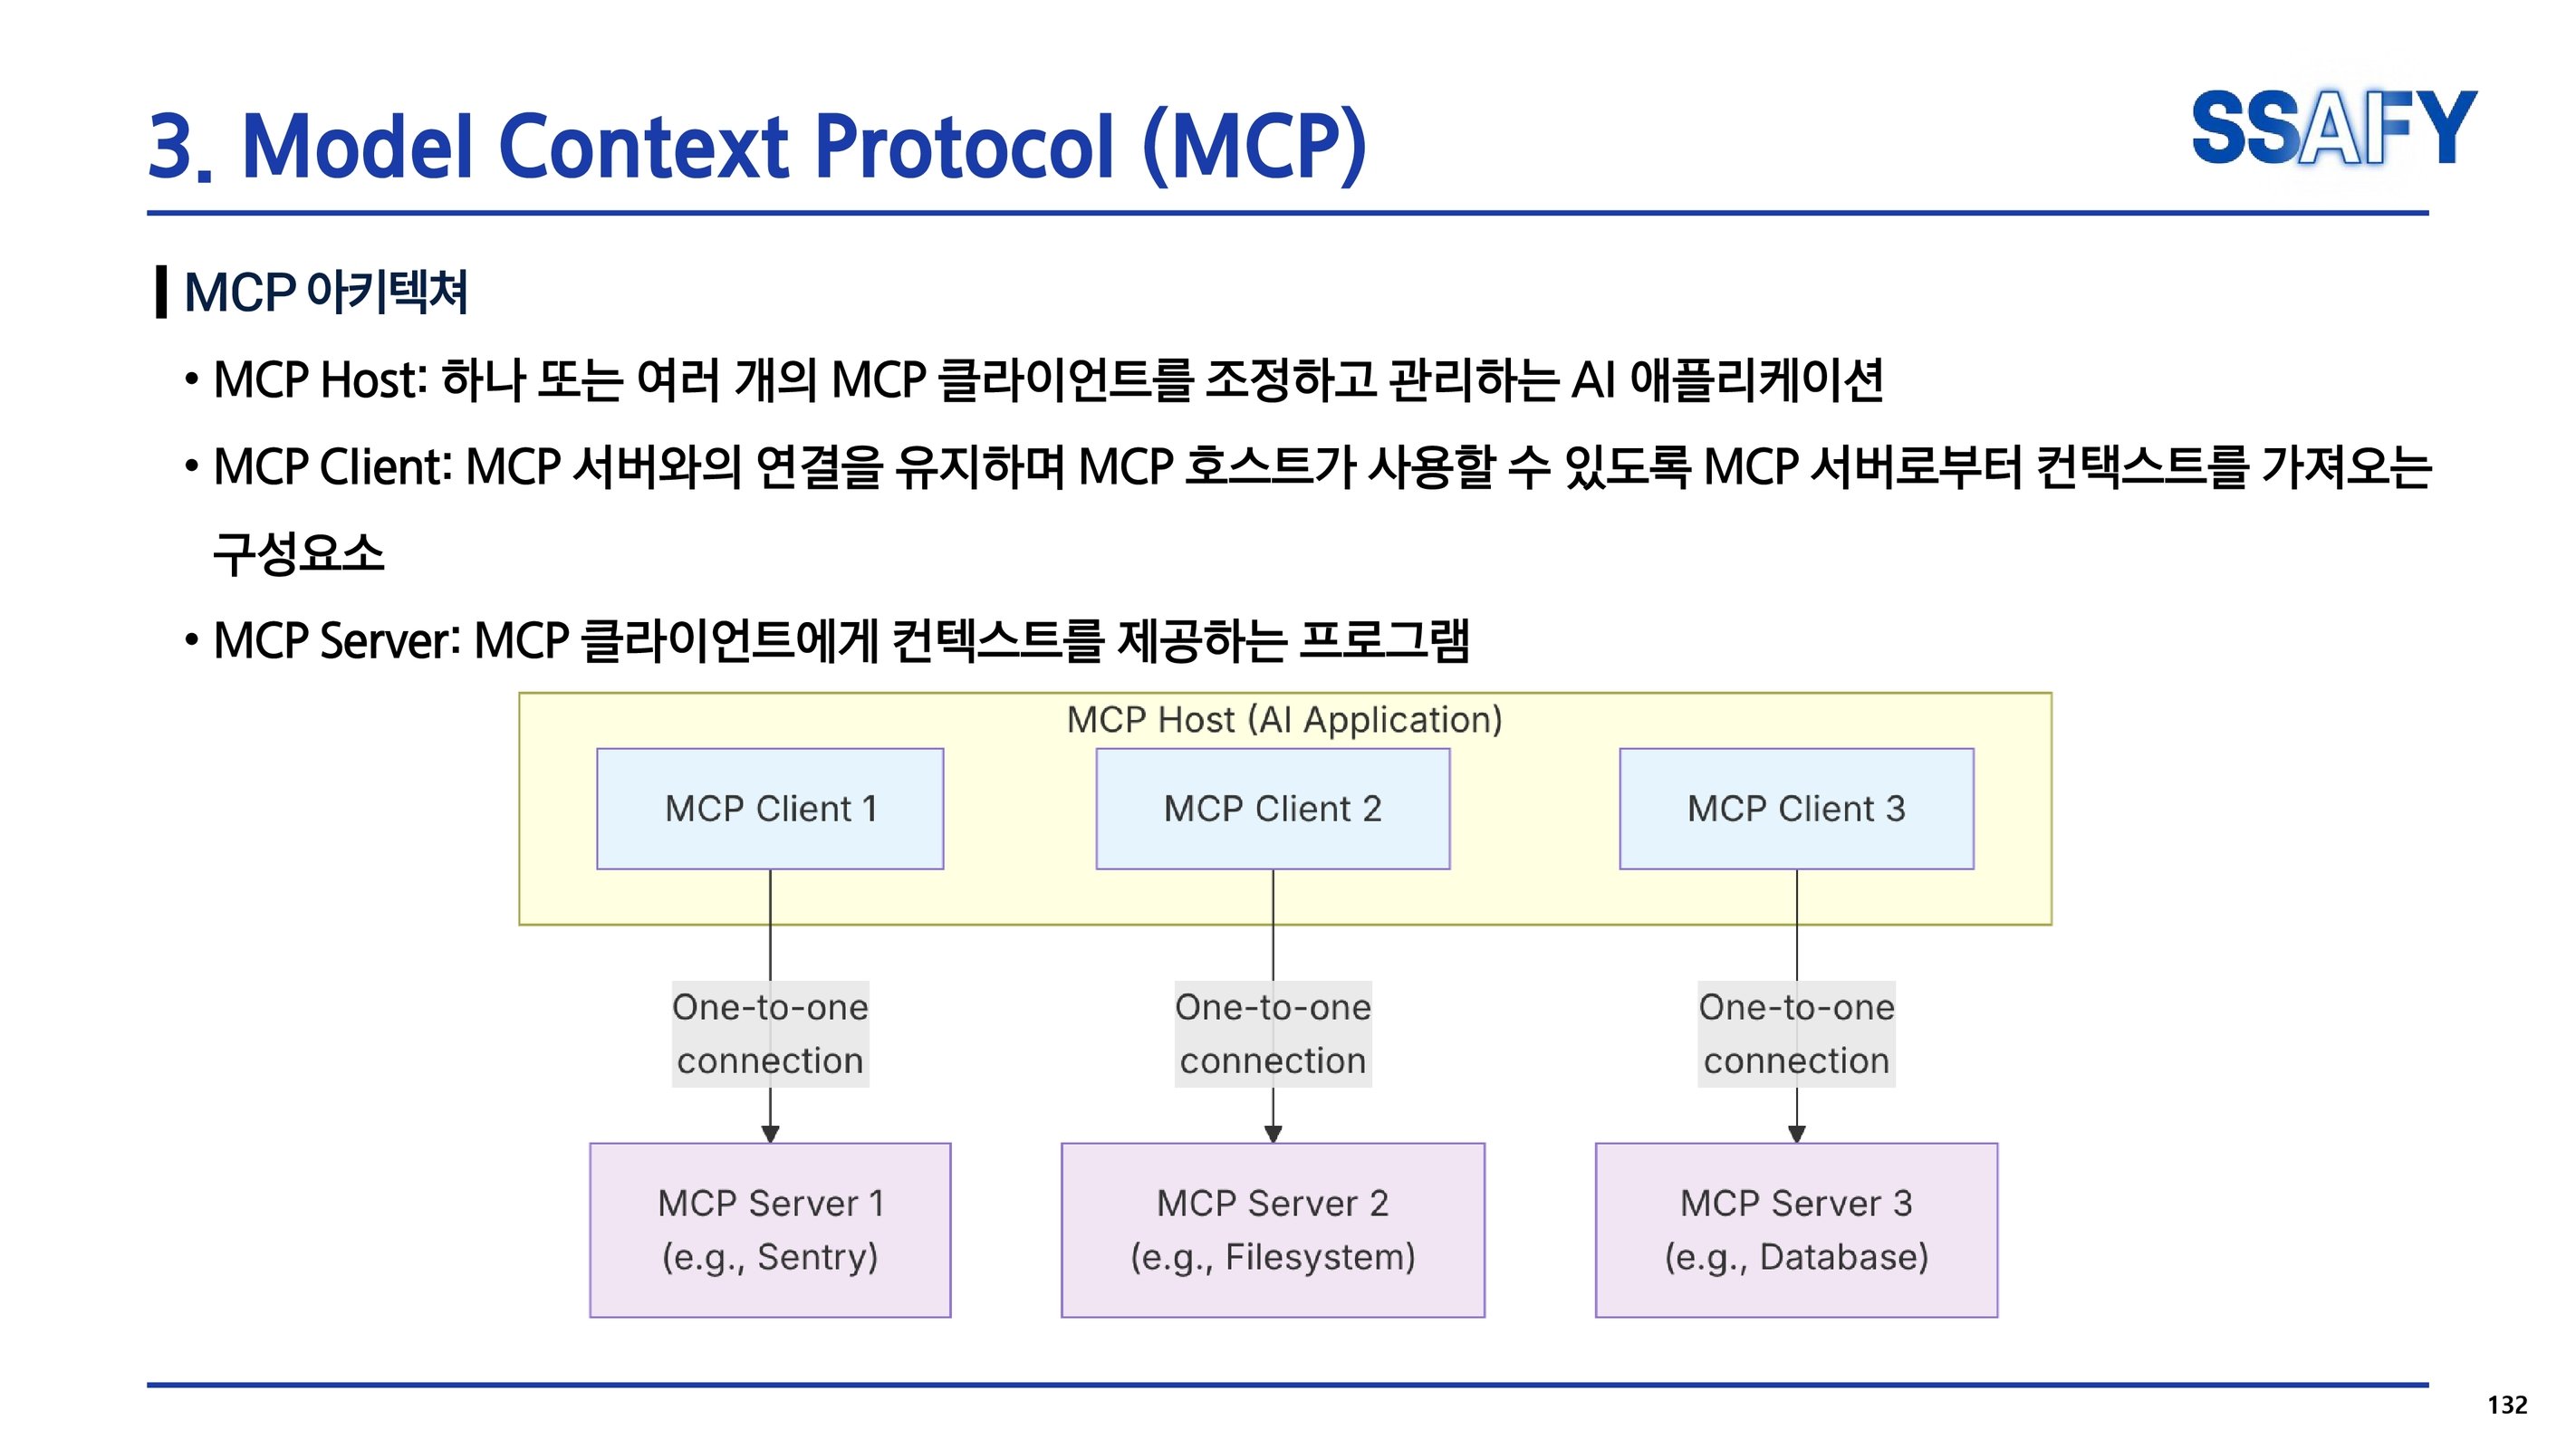 3. Model Context Protocol (MCP)
SSAFY
MCP 아키텍쳐
• MCP Host: 하나 또는 여러 개의 MCP 클라이언트를 조정하고 관리하는 AI 애플리케이션
• MCP Client: MCP 서버와의 연결을 유지하며 MCP 호스트가 사용할 수 있도록 MCP 서버로부터 컨택스트를 가져오는
구성요소
• MCP Server: MCP 클라이언트에게 컨텍스트를 제공하는 프로그램
MCP Host (AI Application)
MCP Client 1
MCP Client 2
MCP Client 3
One-to-one
connection
One-to-one
connection
One-to-one
connection
MCP Server 1
(e.g., Sentry)
MCP Server 2
(e.g., Filesystem)
MCP Server 3
(e.g., Database)
132